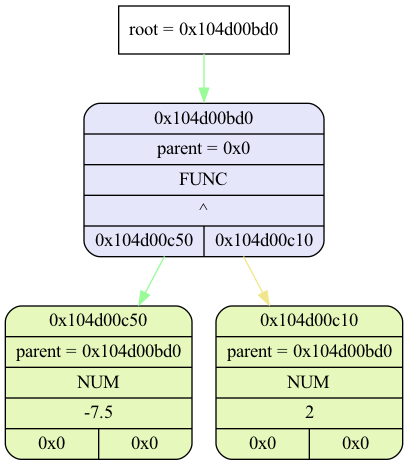 root = 0x104d00bd0
0x104d00bd0
parent = 0x0
FUNC
^
0x104d00c50 0x104d00c10
0x104d00c50
parent = 0x104d00bd0
NUM
-7.5
0x0 0x0
0x104d00c10
parent = 0x104d00bd0
NUM
2
0x0 0x0